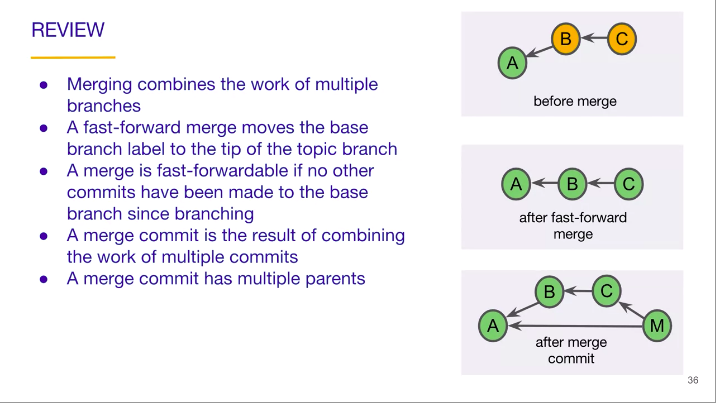 REVIEW
● Merging combines the work of multiple
branches
● A fast-forward merge moves the base
branch label to the tip of the topic branch
● A merge is fast-forwardable if no other
commits have been made to the base
branch since branching
● A merge commit is the result of combining
the work of multiple commits
● A merge commit has multiple parents
A B C
before merge
A B C
after fast-forward
merge
A B C M
after merge
commit
36